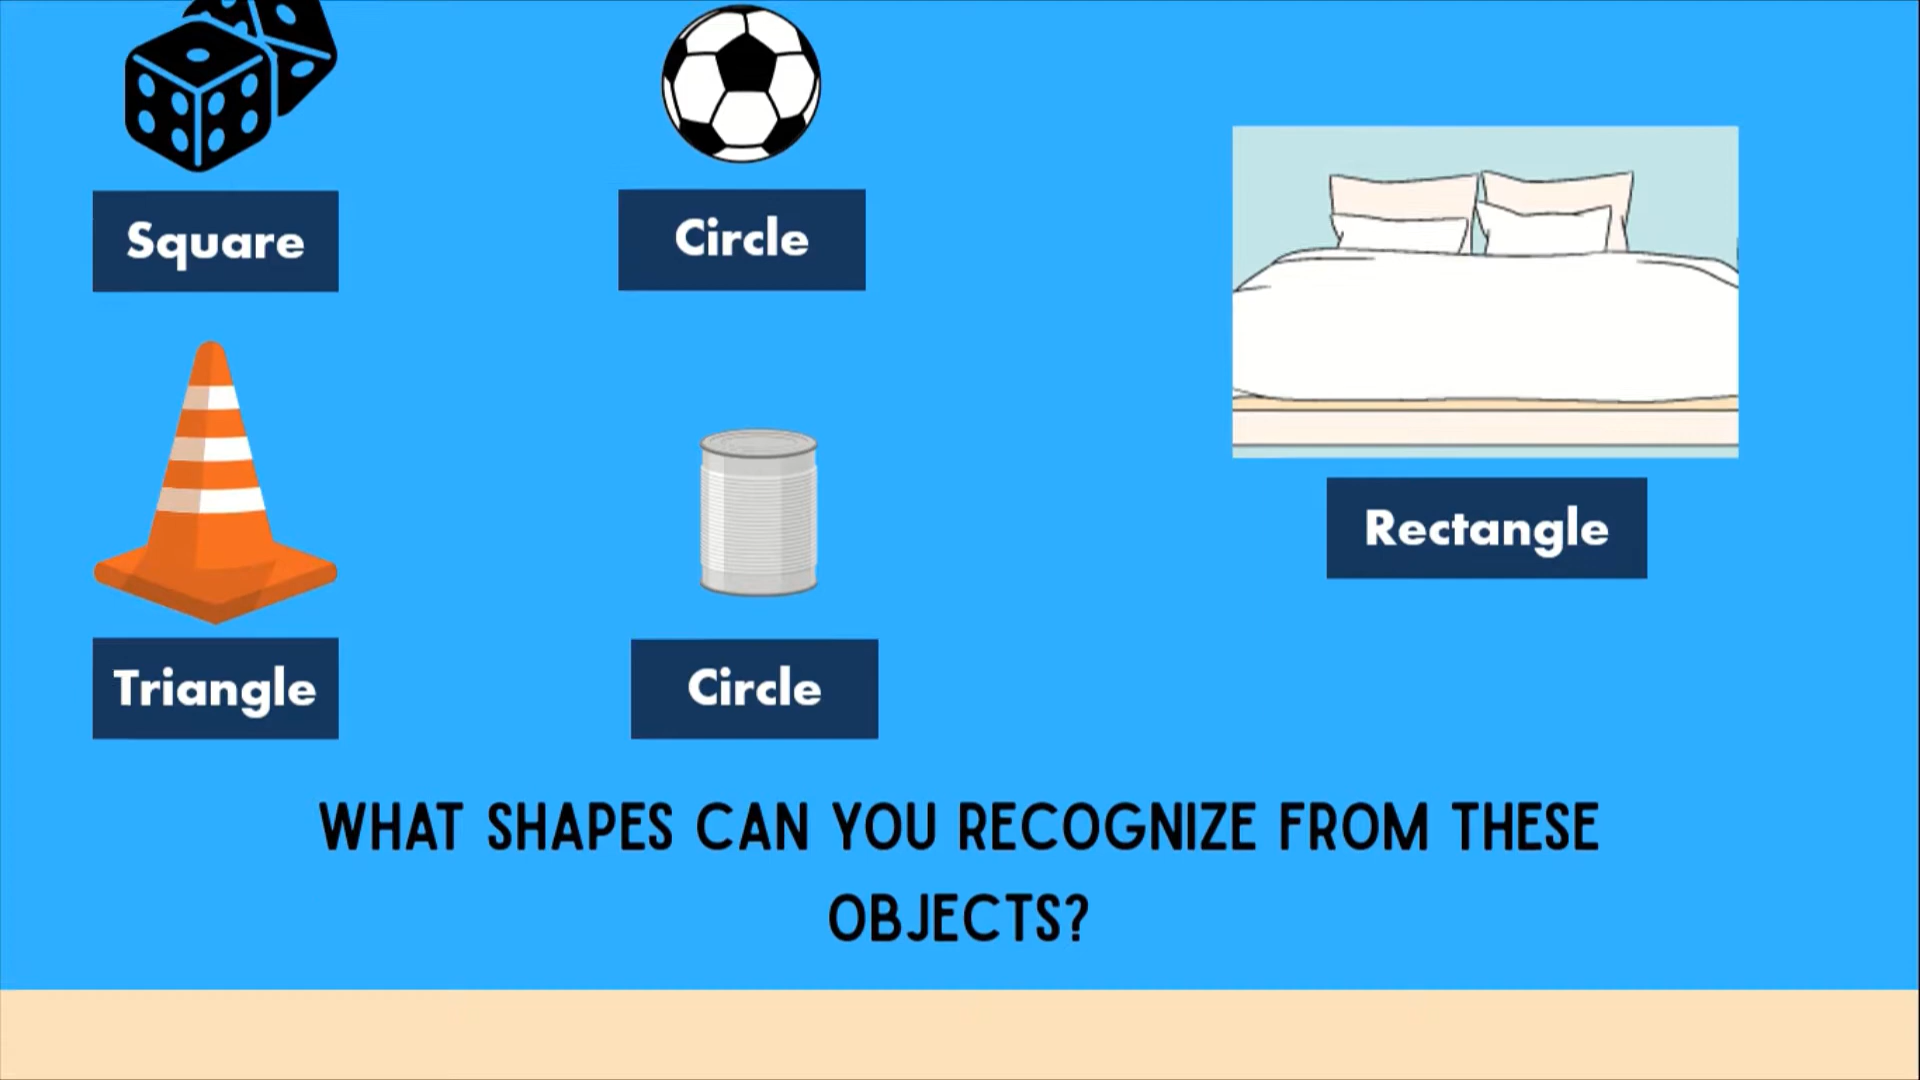 Square
Circle
Rectangle
Triangle
Circle
WHAT SHAPES CAN YOU RECOGNIZE FROM THESE
OBJECTS?